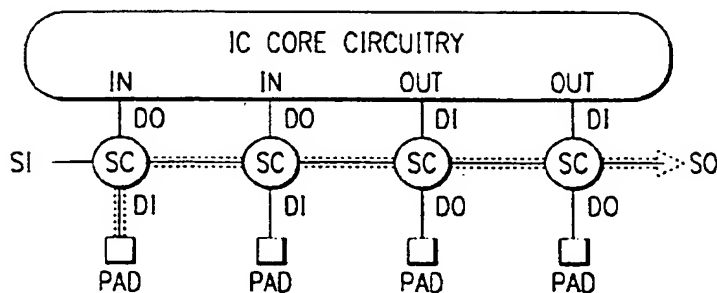 IC CORE CIRCUITRY
IN IN OUT OUT
DO DO DI DI
SI SC SC SC SC SO
DI DI DO DO
PAD PAD PAD PAD